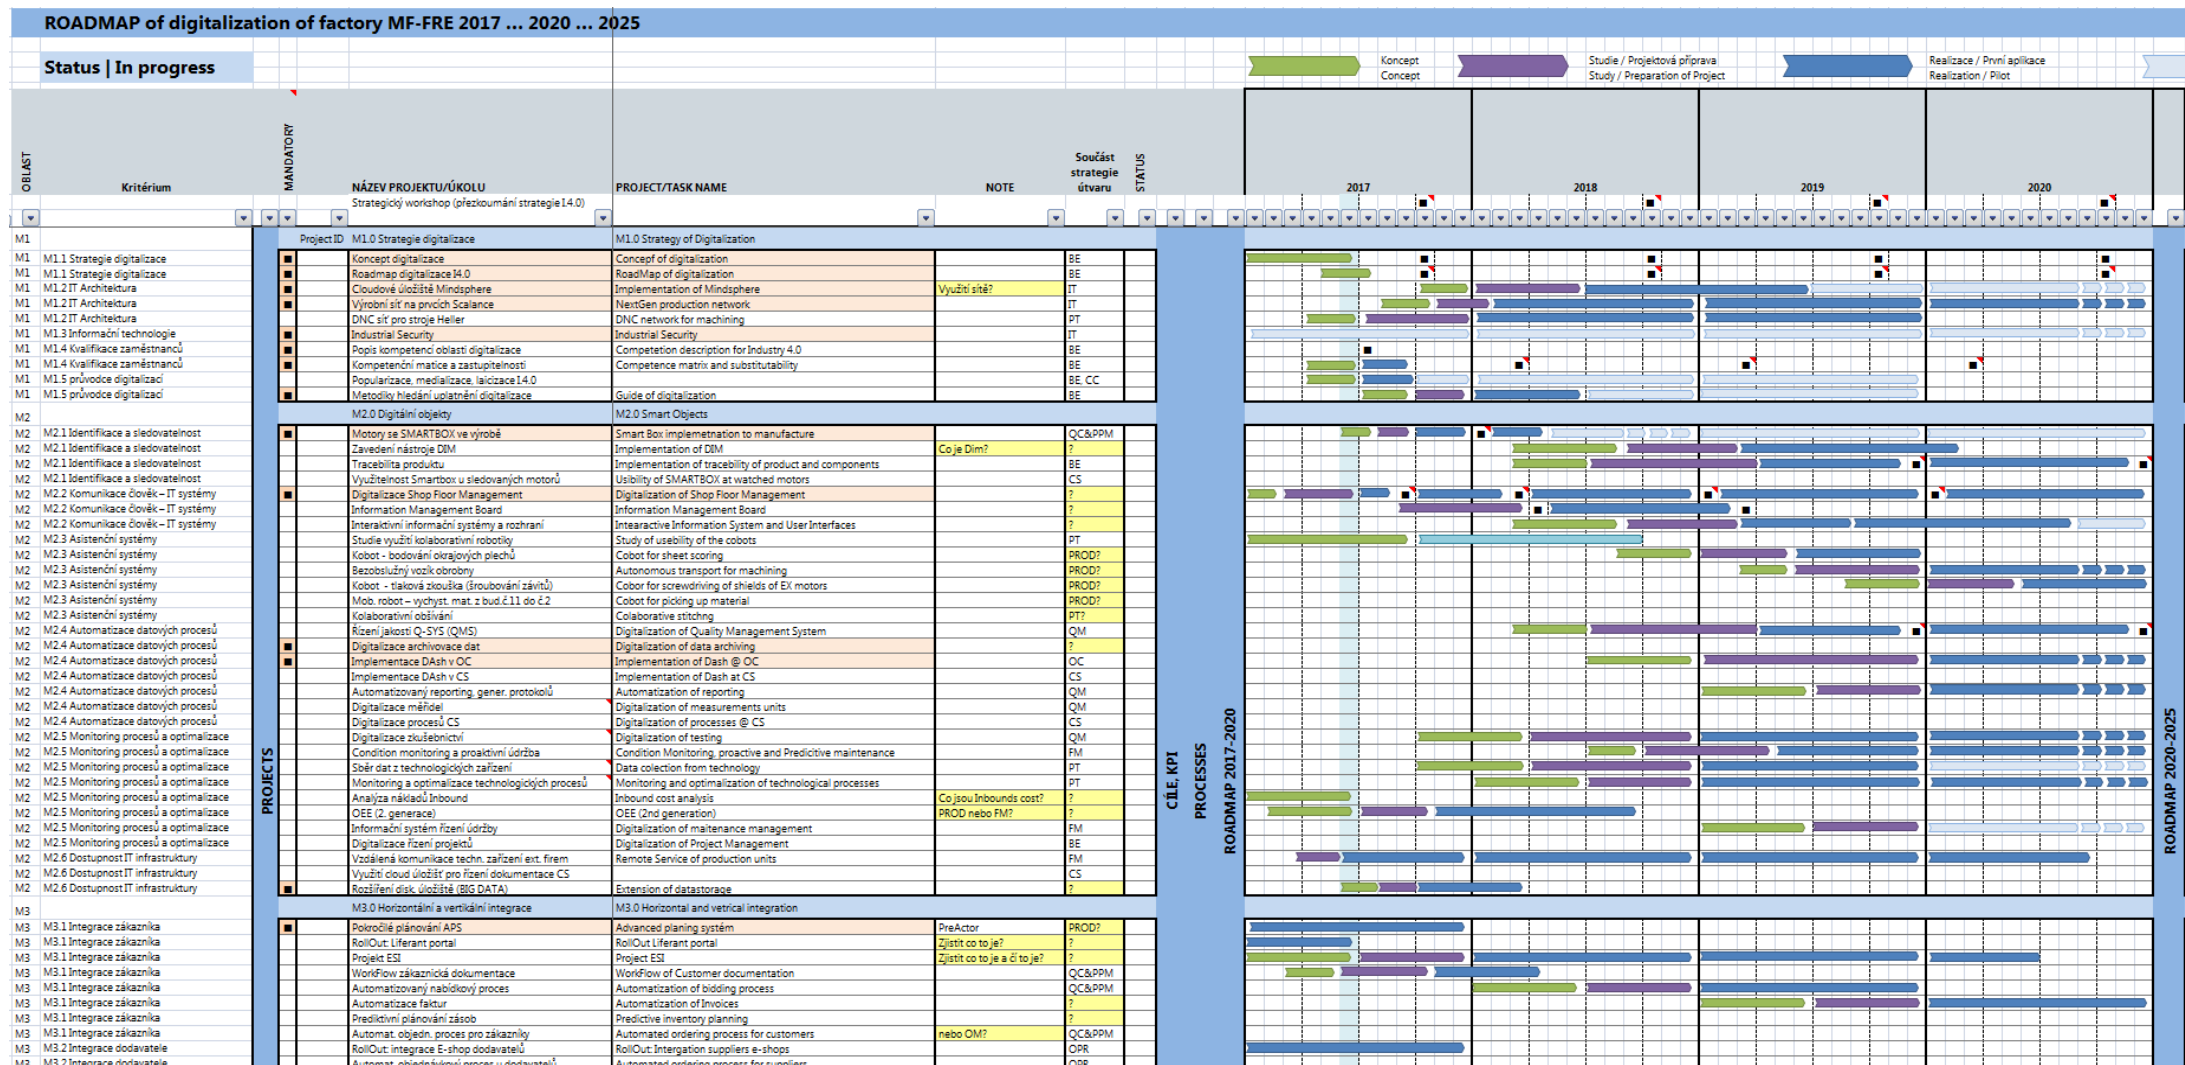 ROADMAP of digitalization of factory MF-FRE 2017 ... 2020 ... 2025
Status | In progress
Koncept
Concept
Studie / Projektová příprava
Study / Preparation of Project
Realizace / První aplikace
Realization / Pilot
OBLAST Kritérium MANDATORY NÁZEV PROJEKTU/ÚKOLU PROJECT/TASK NAME NOTE Součást strategie útvaru STATUS 2017 2018 2019 2020
Strategický workshop (přezkoumání strategie I.4.0)
PROJECTS
CÍLE, KPI
PROCESSES
ROADMAP 2017-2020
ROADMAP 2020-2025
M1 Project ID M1.0 Strategie digitalizace M1.0 Strategy of Digitalization
M1 M1.1 Strategie digitalizace ■ Koncept digitalizace Concepf of digitalization BE
M1 M1.1 Strategie digitalizace ■ Roadmap digitalizace I4.0 RoadMap of digitalization BE
M1 M1.2 IT Architektura ■ Cloudové úložiště Mindsphere Implementation of Mindsphere Využití sítě? IT
M1 M1.2 IT Architektura ■ Výrobní síť na prvcích Scalance NextGen production network IT
M1 M1.2 IT Architektura DNC síť pro stroje Heller DNC network for machining PT
M1 M1.3 Informační technologie ■ Industrial Security Industrial Security IT
M1 M1.4 Kvalifikace zaměstnanců ■ Popis kompetencí oblasti digitalizace Competetion description for Industry 4.0 BE
M1 M1.4 Kvalifikace zaměstnanců ■ Kompetenční matice a zastupitelnosti Competence matrix and substitutability BE
M1 M1.5 průvodce digitalizací Popularizace, medializace, laicizace I.4.0 BE, CC
M1 M1.5 průvodce digitalizací ■ Metodiky hledání uplatnění digitalizace Guide of digitalization BE
M2 M2.0 Digitální objekty M2.0 Smart Objects
M2 M2.1 Identifikace a sledovatelnost ■ Motory se SMARTBOX ve výrobě Smart Box implemetnation to manufacture QC&PPM
M2 M2.1 Identifikace a sledovatelnost Zavedení nástroje DIM Implementation of DIM Co je Dim? ?
M2 M2.1 Identifikace a sledovatelnost Tracebilita produktu Implementation of tracebility of product and components BE
M2 M2.1 Identifikace a sledovatelnost Využitelnost Smartbox u sledovaných motorů Usibility of SMARTBOX at watched motors CS
M2 M2.2 Komunikace člověk – IT systémy ■ Digitalizace Shop Floor Management Digitalization of Shop Floor Management ?
M2 M2.2 Komunikace člověk – IT systémy Information Management Board Information Management Board ?
M2 M2.2 Komunikace člověk – IT systémy Interaktivní informační systémy a rozhraní Intearactive Information System and User Interfaces ?
M2 M2.3 Asistenční systémy Studie využití kolaborativní robotiky Study of usebility of the cobots PT
M2 M2.3 Asistenční systémy Kobot - bodování okrajových plechů Cobot for sheet scoring PROD?
M2 M2.3 Asistenční systémy Bezobslužný vozík obrobny Autonomous transport for machining PROD?
M2 M2.3 Asistenční systémy Kobot - tlaková zkouška (šroubování závitů) Cobor for screwdriving of shields of EX motors PROD?
M2 M2.3 Asistenční systémy Mob. robot – vychyst. mat. z bud.č.11 do č.2 Cobot for picking up material PROD?
M2 M2.3 Asistenční systémy Kolaborativní obšívání Colaborative stitchng PT?
M2 M2.4 Automatizace datových procesů Řízení jakosti Q-SYS (QMS) Digitalization of Quality Management System QM
M2 M2.4 Automatizace datových procesů ■ Digitalizace archivovace dat Digitalization of data archiving ?
M2 M2.4 Automatizace datových procesů ■ Implementace DAsh v OC Implementation of Dash @ OC OC
M2 M2.4 Automatizace datových procesů Implementace DAsh v CS Implementation of Dash at CS CS
M2 M2.4 Automatizace datových procesů Automatizovaný reporting, gener. protokolů Automatization of reporting QM
M2 M2.4 Automatizace datových procesů Digitalizace měřidel Digitalization of measurements units QM
M2 M2.4 Automatizace datových procesů Digitalizace procesů CS Digitalization of processes @ CS CS
M2 M2.5 Monitoring procesů a optimalizace Digitalizace zkušebnictví Digitalization of testing QM
M2 M2.5 Monitoring procesů a optimalizace Condition monitoring a proaktivní údržba Condition Monitoring, proactive and Predicitive maintenance FM
M2 M2.5 Monitoring procesů a optimalizace Sběr dat z technologických zařízení Data colection from technology PT
M2 M2.5 Monitoring procesů a optimalizace Monitoring a optimalizace technologických procesů Monitoring and optimalization of technological processes PT
M2 M2.5 Monitoring procesů a optimalizace Analýza nákladů Inbound Inbound cost analysis Co jsou Inbounds cost? ?
M2 M2.5 Monitoring procesů a optimalizace OEE (2. generace) OEE (2nd generation) PROD nebo FM? ?
M2 M2.5 Monitoring procesů a optimalizace Informační systém řízení údržby Digitalization of maitenance management FM
M2 M2.5 Monitoring procesů a optimalizace Digitalizace řízení projektů Digitalization of Project Management BE
M2 M2.6 Dostupnost IT infrastruktury Vzdálená komunikace techn. zařízení ext. firem Remote Service of production units FM
M2 M2.6 Dostupnost IT infrastruktury Využití cloud úložišť pro řízení dokumentace CS CS
M2 M2.6 Dostupnost IT infrastruktury ■ Rozšíření disk. úložiště (BIG DATA) Extension of datastorage ?
M3 M3.0 Horizontální a vertikální integrace M3.0 Horizontal and vetrical integration
M3 M3.1 Integrace zákazníka ■ Pokročilé plánování APS Advanced planing systém PreActor PROD?
M3 M3.1 Integrace zákazníka RollOut: Liferant portal RollOut Liferant portal Zjistit co to je? ?
M3 M3.1 Integrace zákazníka Projekt ESI Project ESI Zjistit co to je a čí to je? ?
M3 M3.1 Integrace zákazníka WorkFlow zákaznická dokumentace WorkFlow of Customer documentation QC&PPM
M3 M3.1 Integrace zákazníka Automatizovaný nabídkový proces Automatization of bidding process QC&PPM
M3 M3.1 Integrace zákazníka Automatizace faktur Automatization of Invoices ?
M3 M3.1 Integrace zákazníka Prediktivní plánování zásob Predictive inventory planning ?
M3 M3.1 Integrace zákazníka Automat. objedn. proces pro zákazníky Automated ordering process for customers nebo OM? QC&PPM
M3 M3.2 Integrace dodavatele RollOut: integrace E-shop dodavatelů RollOut: Intergation suppliers e-shops OPR
M3 M3.2 Integrace dodavatele Automat. objednávkový proces u dodavatelů Automated ordering process for suppliers OPR